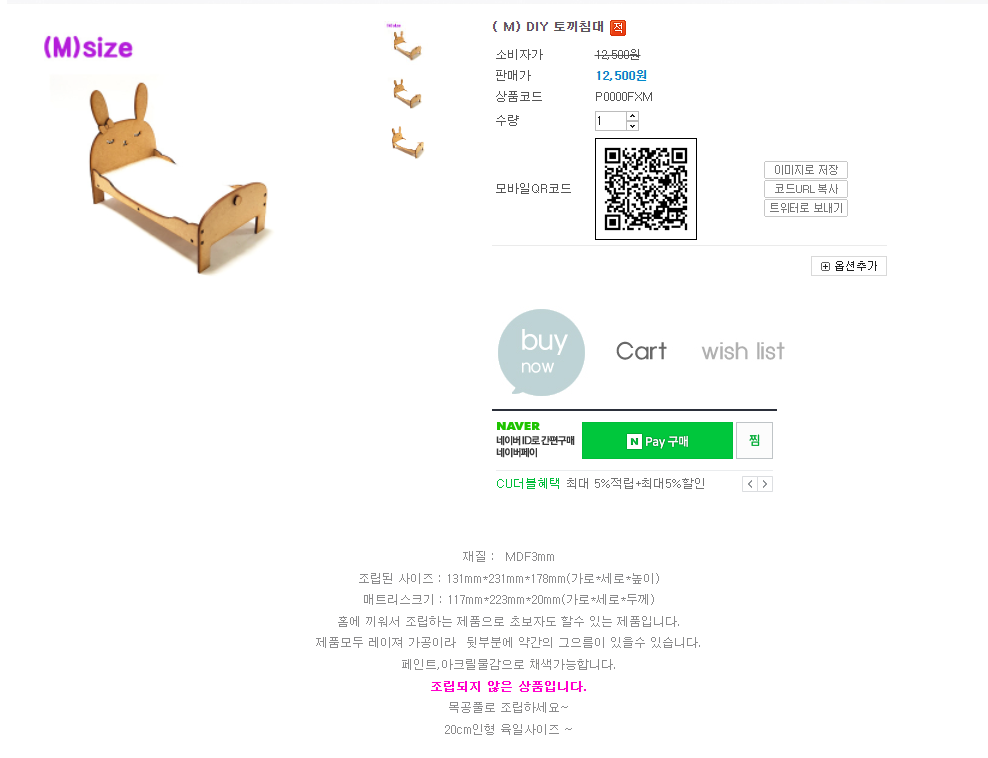 (M)size
( M) DIY 토끼침대 적
소비자가 12,500원
판매가 12,500원
상품코드 P0000FXM
수량 1
모바일QR코드
이미지로 저장
코드URL 복사
트위터로 보내기
옵션추가
buy
now
Cart
wish list
NAVER
네이버 ID로 간편구매
네이버페이
N Pay 구매
찜
CU더블혜택 최대 5%적립+최대5%할인
재질 : MDF3mm
조립된 사이즈 : 131mm*231mm*178mm(가로*세로*높이)
매트리스크기 : 117mm*223mm*20mm(가로*세로*두께)
홈에 끼워서 조립하는 제품으로 초보자도 할수 있는 제품입니다.
제품모두 레이져 가공이라 뒷부분에 약간의 그으름이 있을수 있습니다.
페인트,아크릴물감으로 채색가능합니다.
조립되지 않은 상품입니다.
목공풀로 조립하세요~
20cm인형 육일사이즈 ~